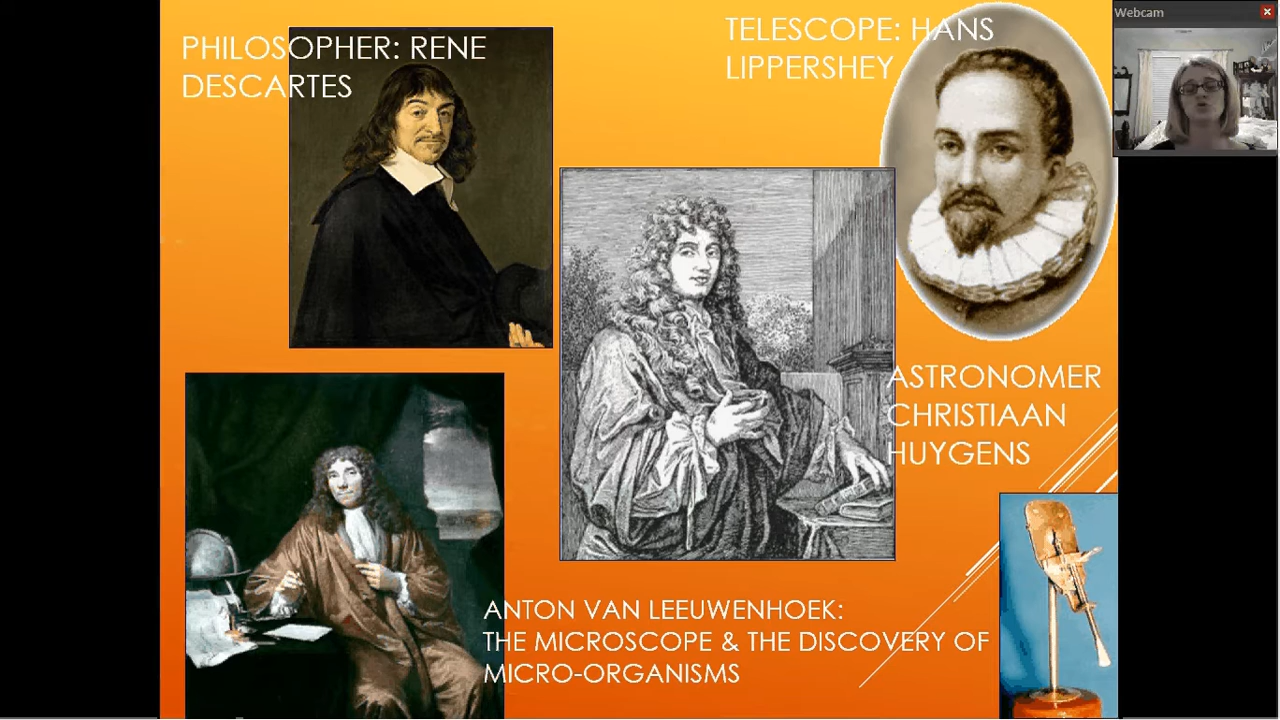 PHILOSOPHER: RENE
DESCARTES
TELESCOPE: HANS
LIPPERSHEY
Webcam
ASTRONOMER
CHRISTIAAN
HUYGENS
ANTON VAN LEEUWENHOEK:
THE MICROSCOPE & THE DISCOVERY OF
MICRO-ORGANISMS